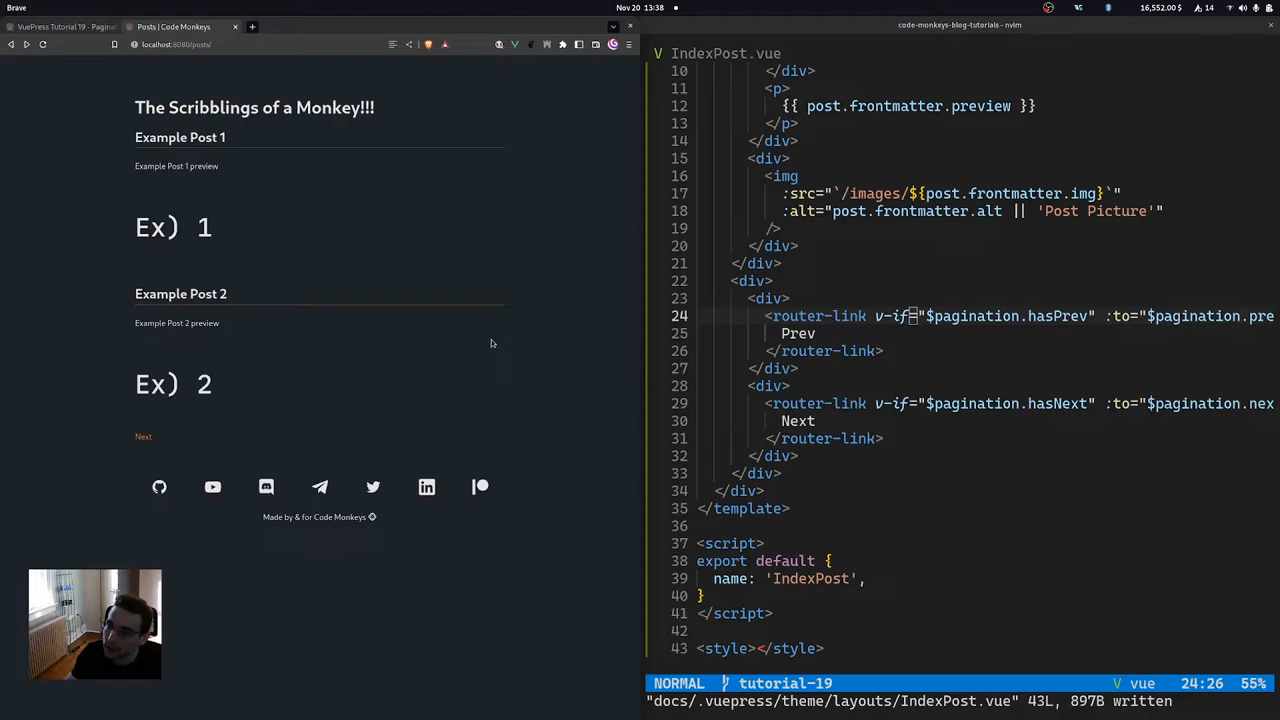 Brave
Nov 20 13:38
16,552.00
14
VuePress Tutorial 19 - Pagina
Posts | Code Monkeys
code-monkeys-blog-tutorials - nvim
localhost:8080/posts/
IndexPost.vue
The Scribblings of a Monkey!!!
Example Post 1
Example Post 1 preview
Ex) 1
Example Post 2
Example Post 2 preview
Ex) 2
Next
Made by & for Code Monkeys
10 </div>
11 <p>
12 {{ post.frontmatter.preview }}
13 </p>
14 </div>
15 <div>
16 <img
17 :src="`/images/${post.frontmatter.img}`"
18 :alt="post.frontmatter.alt || 'Post Picture'"
19 />
20 </div>
21 </div>
22 <div>
23 <div>
24 <router-link v-if="$pagination.hasPrev" :to="$pagination.pre
25 Prev
26 </router-link>
27 </div>
28 <div>
29 <router-link v-if="$pagination.hasNext" :to="$pagination.nex
30 Next
31 </router-link>
32 </div>
33 </div>
34 </div>
35 </template>
36
37 <script>
38 export default {
39 name: 'IndexPost',
40 }
41 </script>
42
43 <style></style>
NORMAL tutorial-19 vue 24:26 55%
"docs/.vuepress/theme/layouts/IndexPost.vue" 43L, 897B written